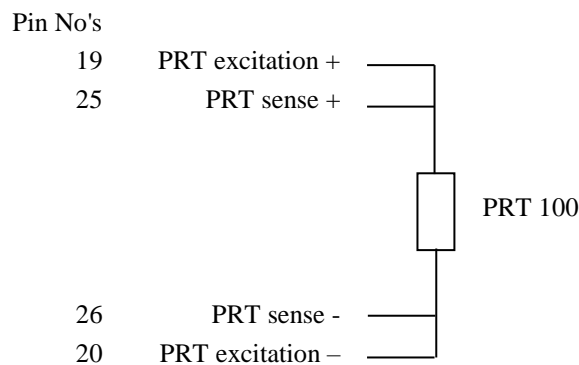 Pin No's
19 PRT excitation +
25 PRT sense +
PRT 100
26 PRT sense -
20 PRT excitation –